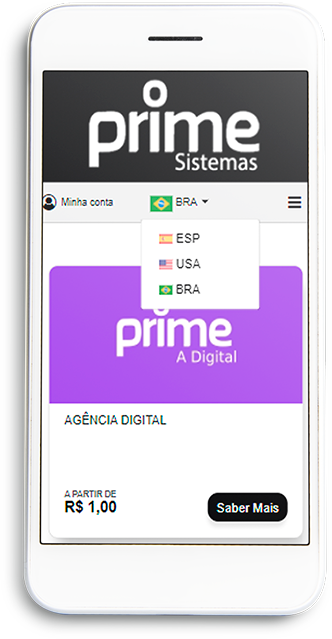 prime
Sistemas
Minha conta
BRA
ESP
USA
BRA
prime
A Digital
AGÊNCIA DIGITAL
A PARTIR DE
R$ 1,00
Saber Mais